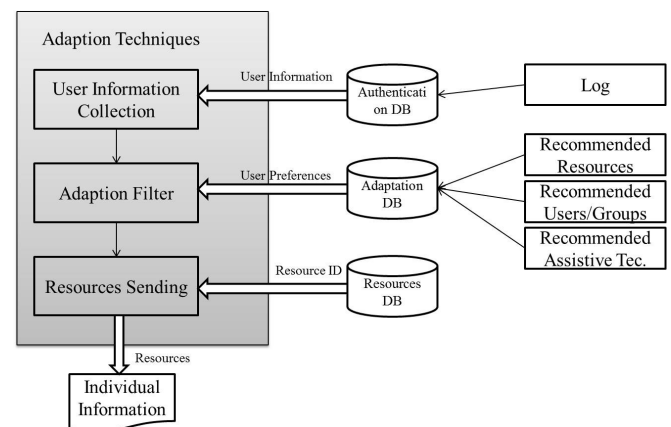 Adaption Techniques
User Information
Collection
User Information
Authenticati
on DB
Log
Adaption Filter
User Preferences
Adaptation
DB
Recommended
Resources
Recommended
Users/Groups
Recommended
Assistive Tec.
Resources Sending
Resource ID
Resources
DB
Resources
Individual
Information